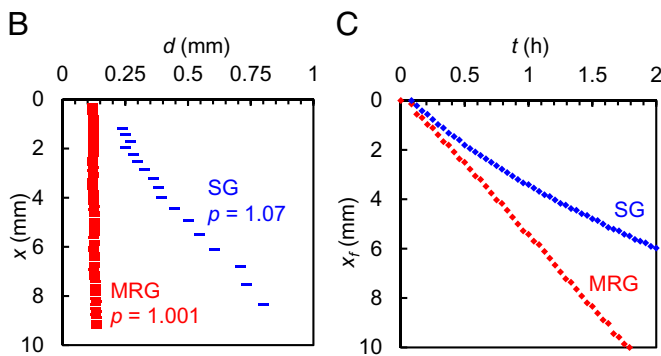 B
d (mm)
0 0.25 0.5 0.75 1
0
2
4
6
8
10
x (mm)
SG
p = 1.07
MRG
p = 1.001
C
t (h)
0 0.5 1 1.5 2
0
2
4
6
8
10
x_f (mm)
SG
MRG